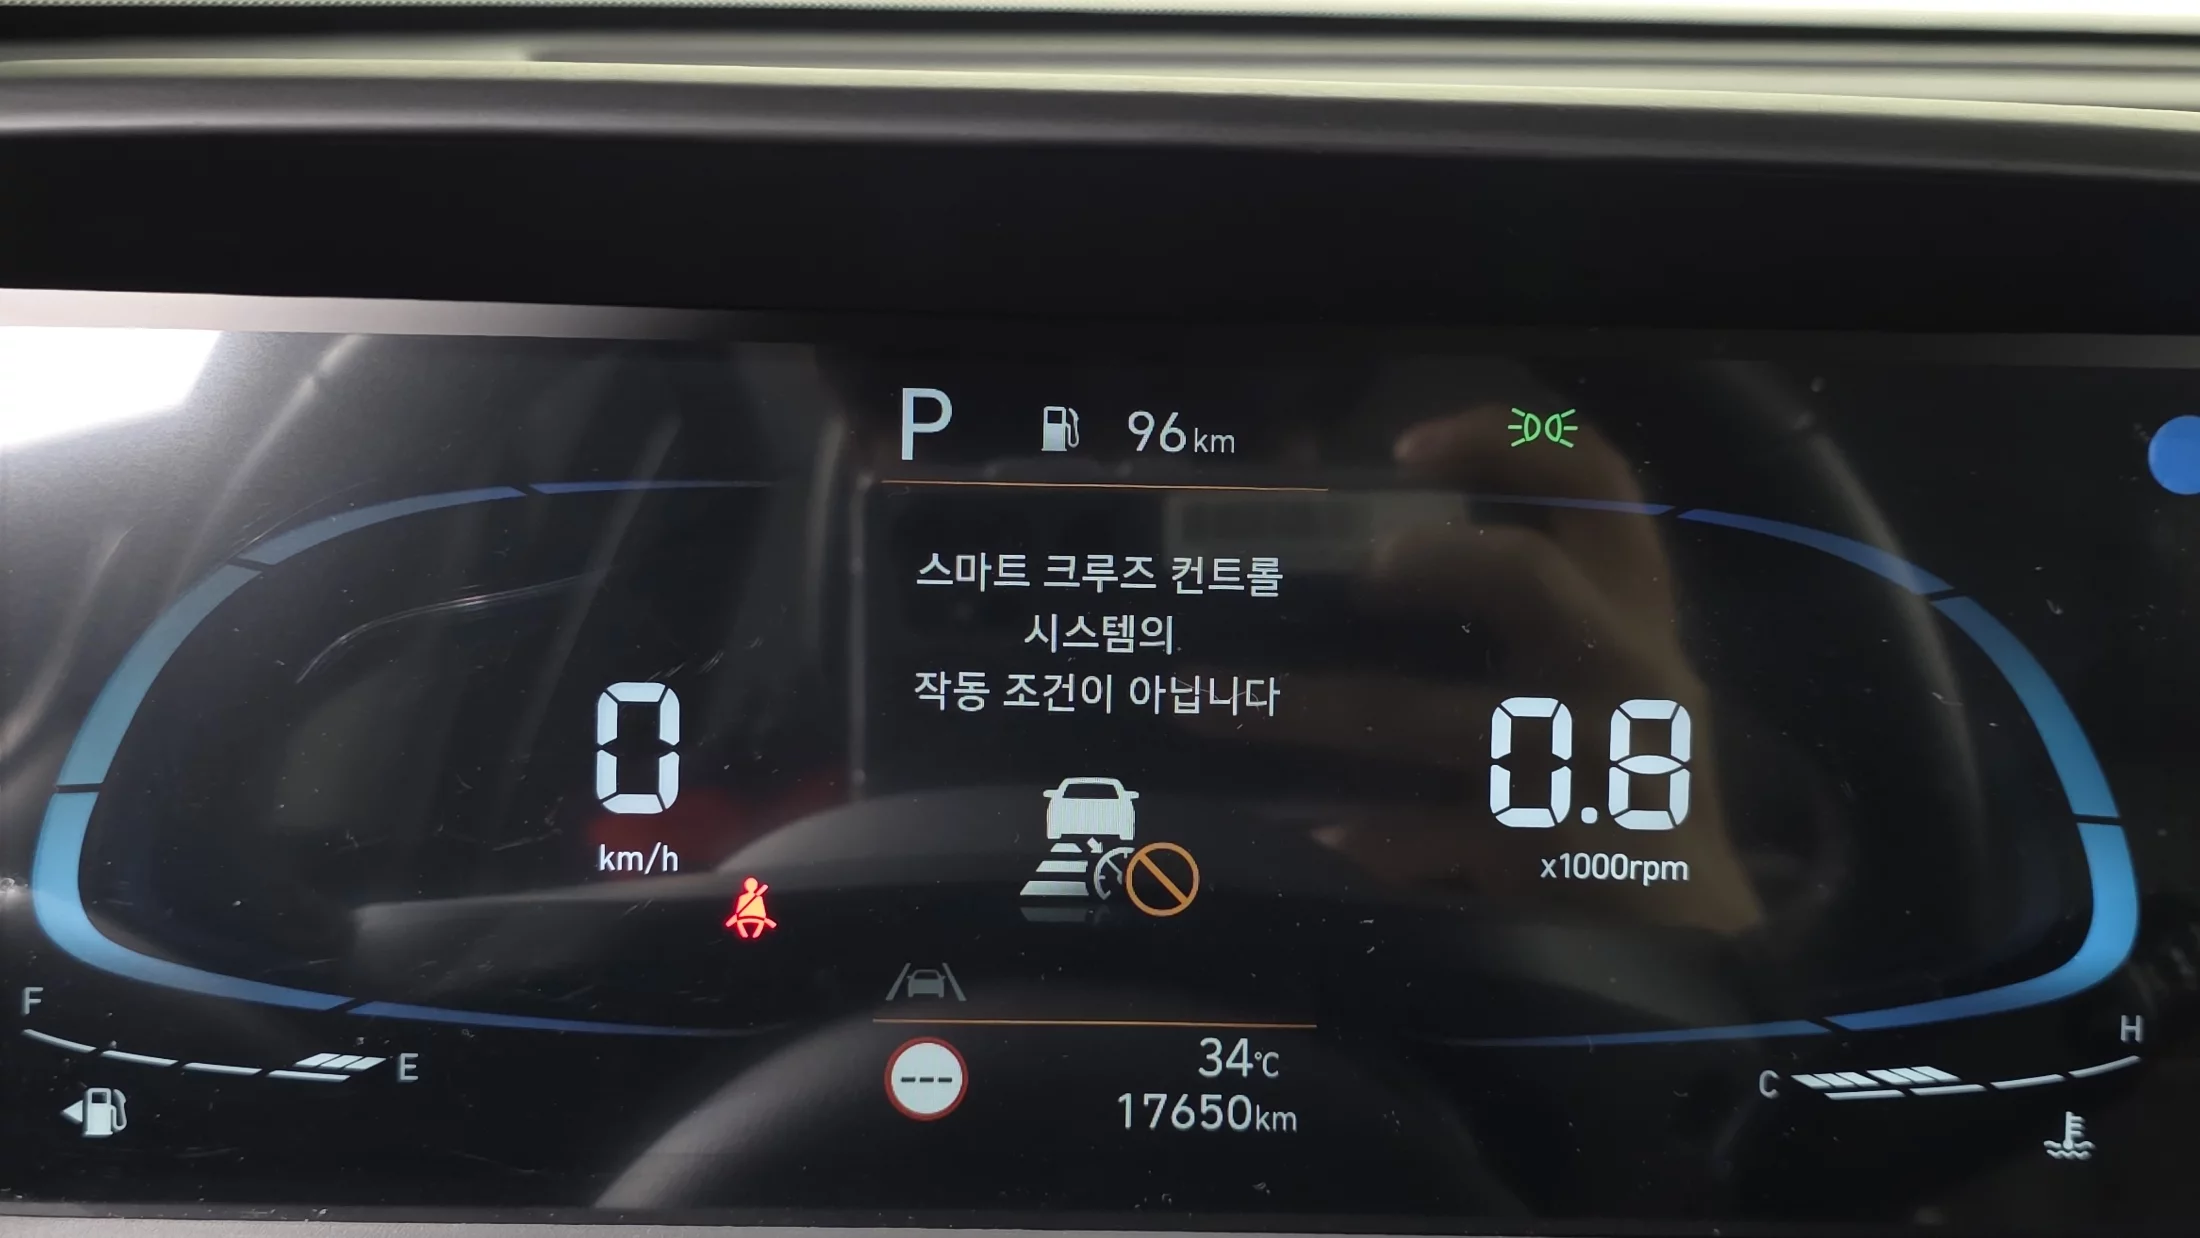 P 96km
스마트 크루즈 컨트롤
시스템의
작동 조건이 아닙니다
0
km/h
0.8
x1000rpm
F
E
C
H
---
34℃
17650km